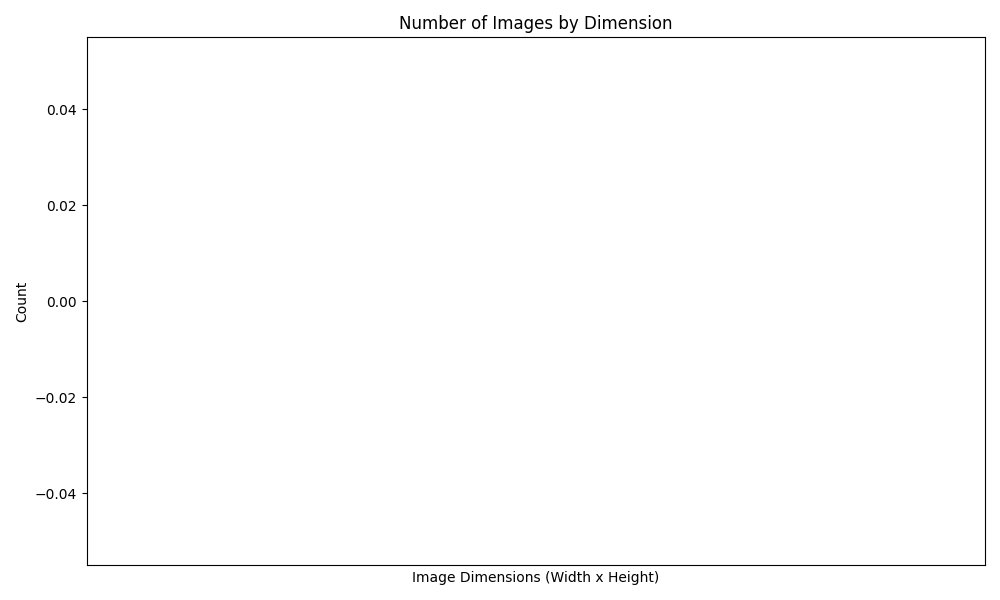 Number of Images by Dimension
0.04
0.02
0.00
−0.02
−0.04
Count
Image Dimensions (Width x Height)